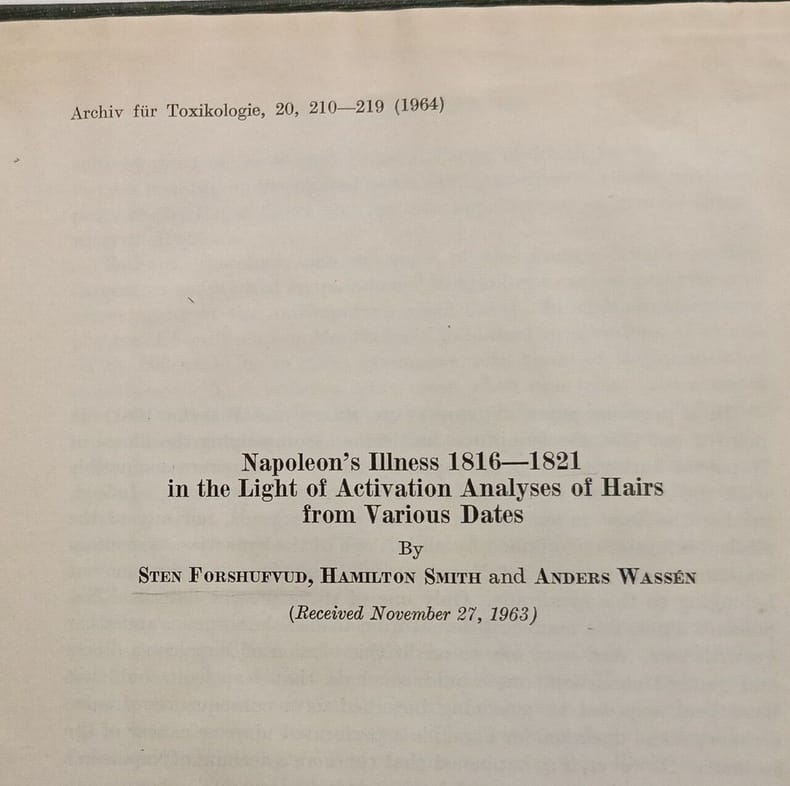 Archiv für Toxikologie, 20, 210—219 (1964)
Napoleon's Illness 1816—1821
in the Light of Activation Analyses of Hairs
from Various Dates
By
STEN FORSHUFVUD, HAMILTON SMITH and ANDERS WASSÉN
(Received November 27, 1963)